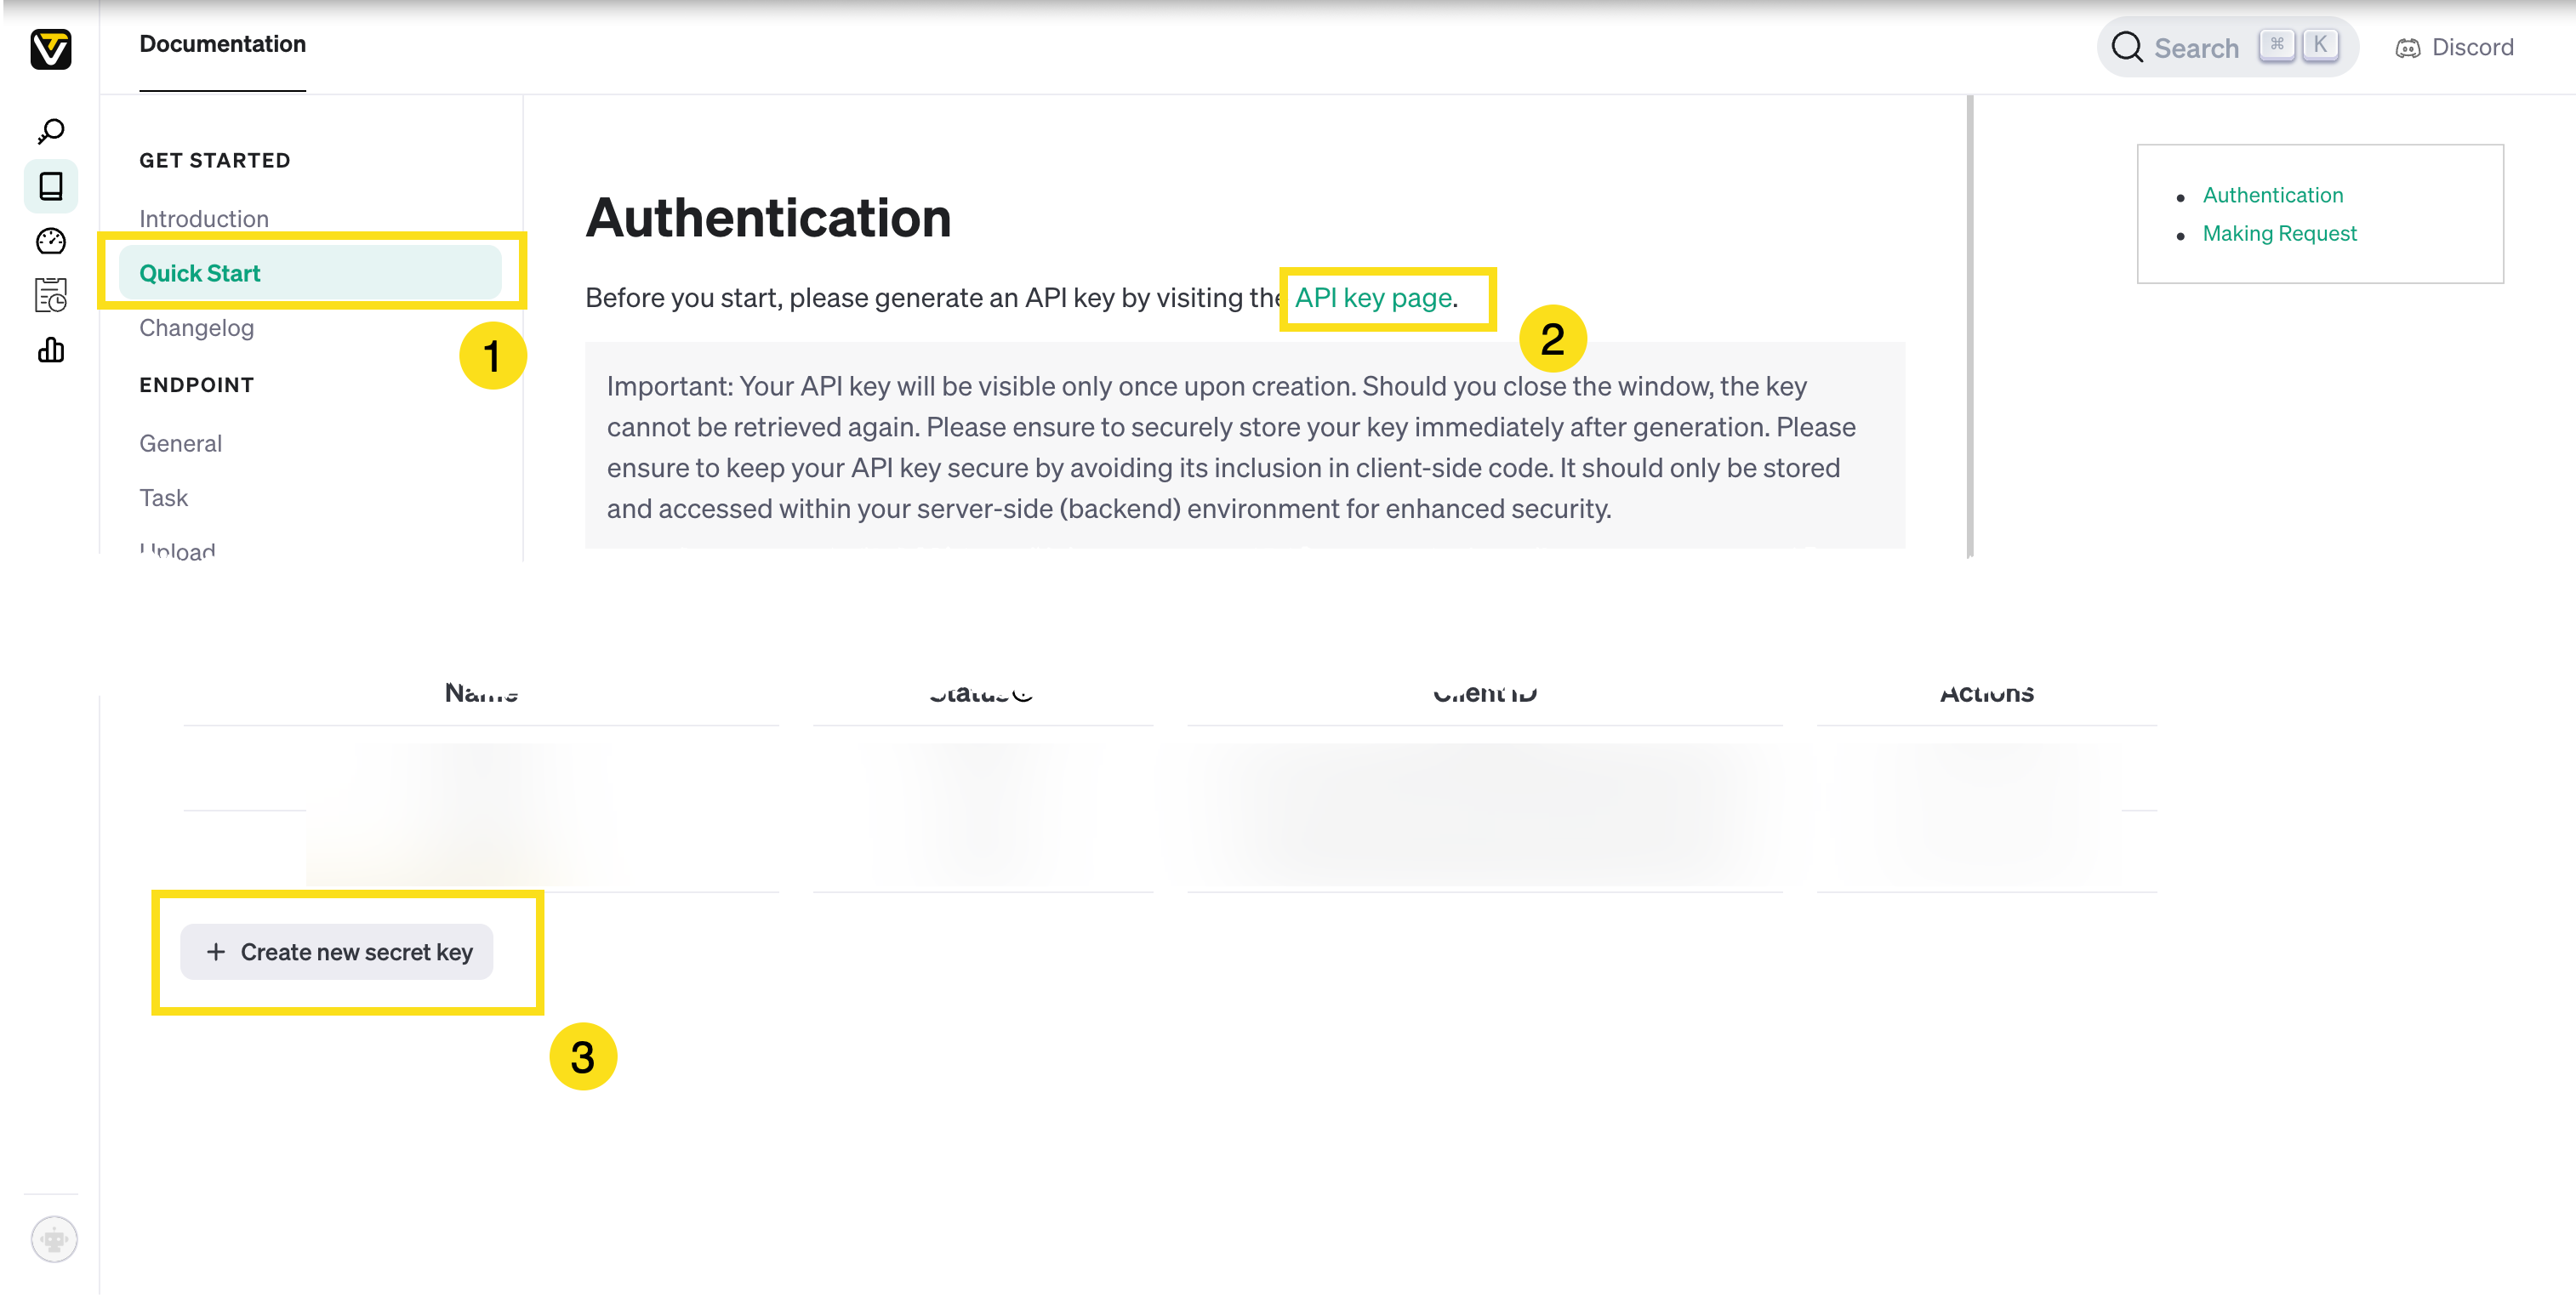 Documentation
Search ⌘ K
Discord
GET STARTED
Introduction
Quick Start
Changelog
1
ENDPOINT
General
Task
Upload
Authentication
Before you start, please generate an API key by visiting the API key page.
2
Important: Your API key will be visible only once upon creation. Should you close the window, the key
cannot be retrieved again. Please ensure to securely store your key immediately after generation. Please
ensure to keep your API key secure by avoiding its inclusion in client-side code. It should only be stored
and accessed within your server-side (backend) environment for enhanced security.
Authentication
Making Request
Name Status Client ID Actions
+ Create new secret key
3